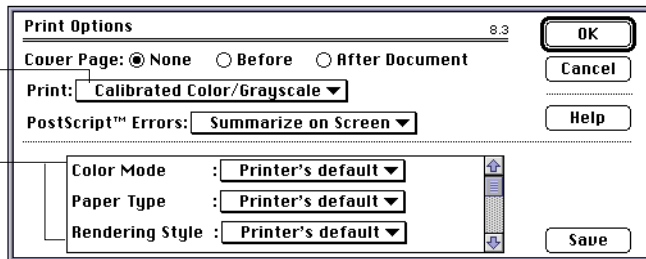 Print Options 8.3 OK
Cover Page: None Before After Document Cancel
Print: Calibrated Color/Grayscale
PostScript™ Errors: Summarize on Screen Help
Color Mode : Printer's default
Paper Type : Printer's default
Rendering Style : Printer's default Save